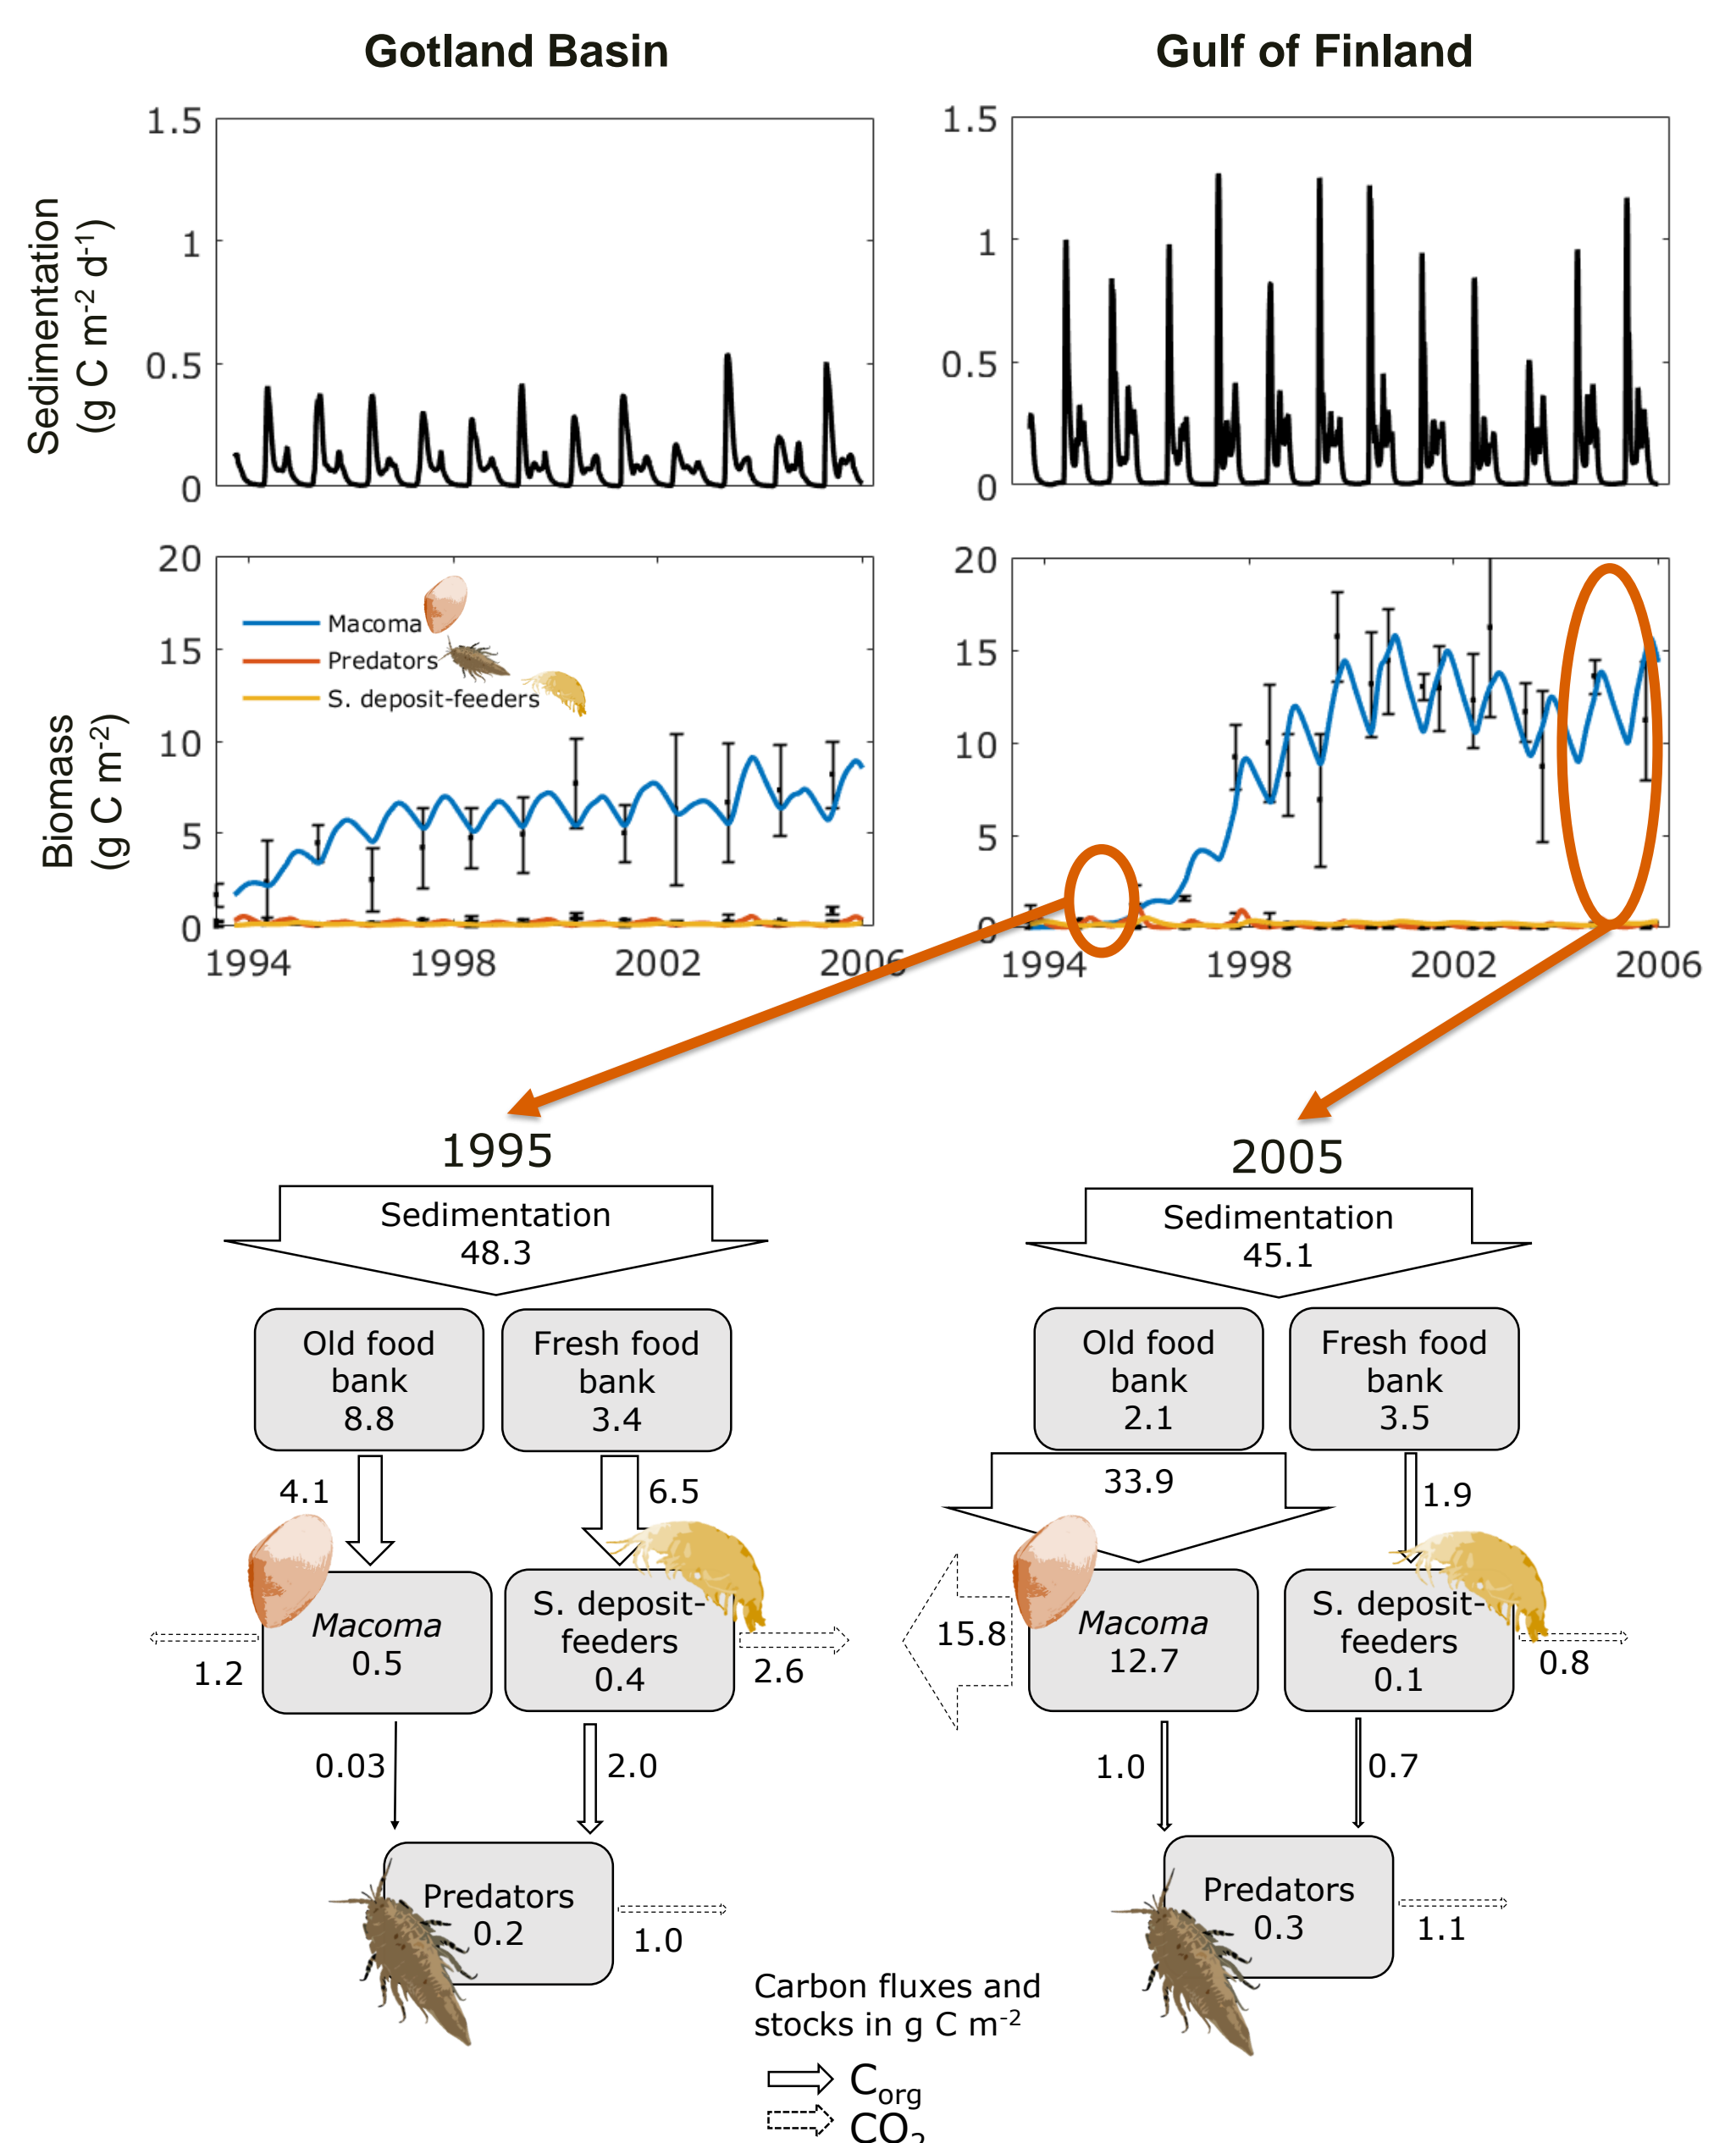 Gotland Basin
Gulf of Finland
Sedimentation
(g C m-2 d-1)
1.5
1
0.5
0
1.5
1
0.5
0
Biomass
(g C m-2)
20
15
10
5
0
Macoma
Predators
S. deposit-feeders
1994
1998
2002
2006
20
15
10
5
0
1994
1998
2002
2006
1995
Sedimentation
48.3
Old food
bank
8.8
Fresh food
bank
3.4
4.1
6.5
Macoma
0.5
S. deposit-
feeders
0.4
1.2
2.6
0.03
2.0
Predators
0.2
1.0
2005
Sedimentation
45.1
Old food
bank
2.1
Fresh food
bank
3.5
33.9
1.9
15.8
Macoma
12.7
S. deposit-
feeders
0.1
0.8
1.0
0.7
Predators
0.3
1.1
Carbon fluxes and
stocks in g C m-2
Corg
CO2